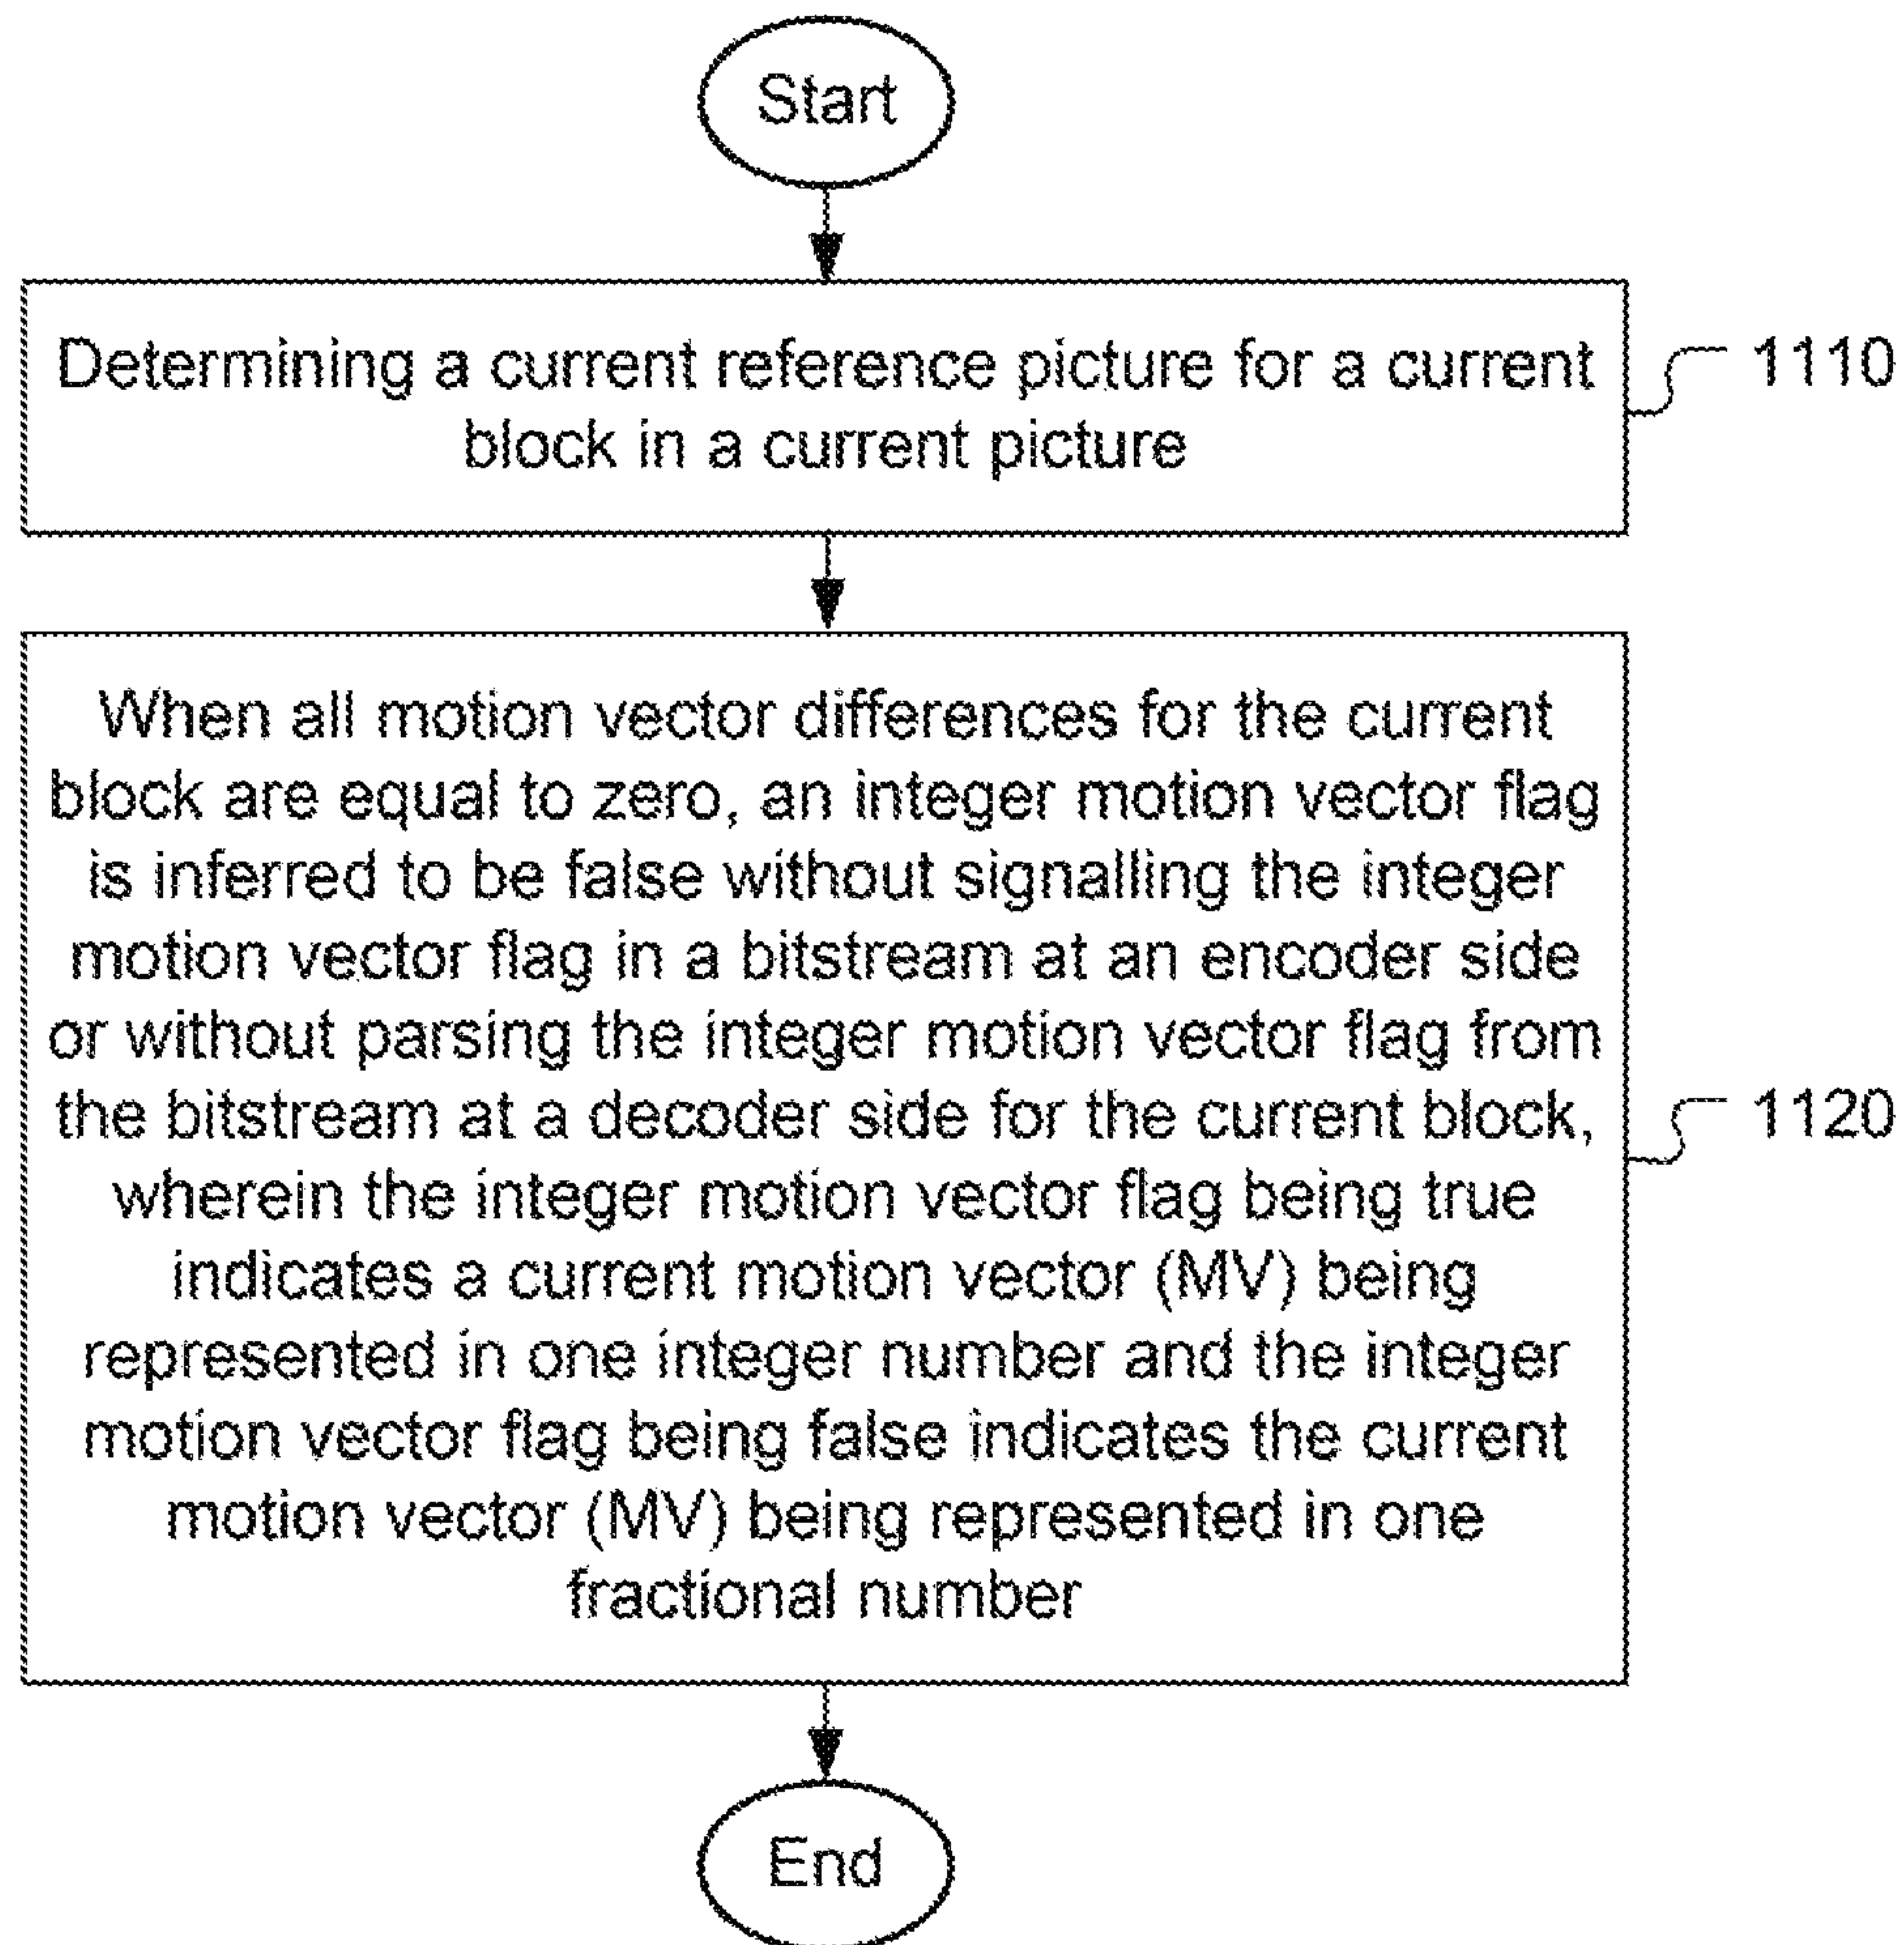 Start
Determining a current reference picture for a current
block in a current picture
1110
When all motion vector differences for the current
block are equal to zero, an integer motion vector flag
is inferred to be false without signalling the integer
motion vector flag in a bitstream at an encoder side
or without parsing the integer motion vector flag from
the bitstream at a decoder side for the current block,
wherein the integer motion vector flag being true
indicates a current motion vector (MV) being
represented in one integer number and the integer
motion vector flag being false indicates the current
motion vector (MV) being represented in one
fractional number
1120
End